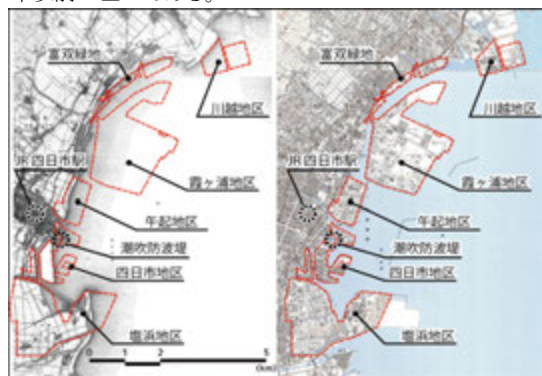 富双緑地
川越地区
JR四日市駅
霞ヶ浦地区
午起地区
潮吹防波堤
四日市地区
塩浜地区
0 1 2 5
(km)
富双緑地
川越地区
JR四日市駅
霞ヶ浦地区
午起地区
潮吹防波堤
四日市地区
塩浜地区